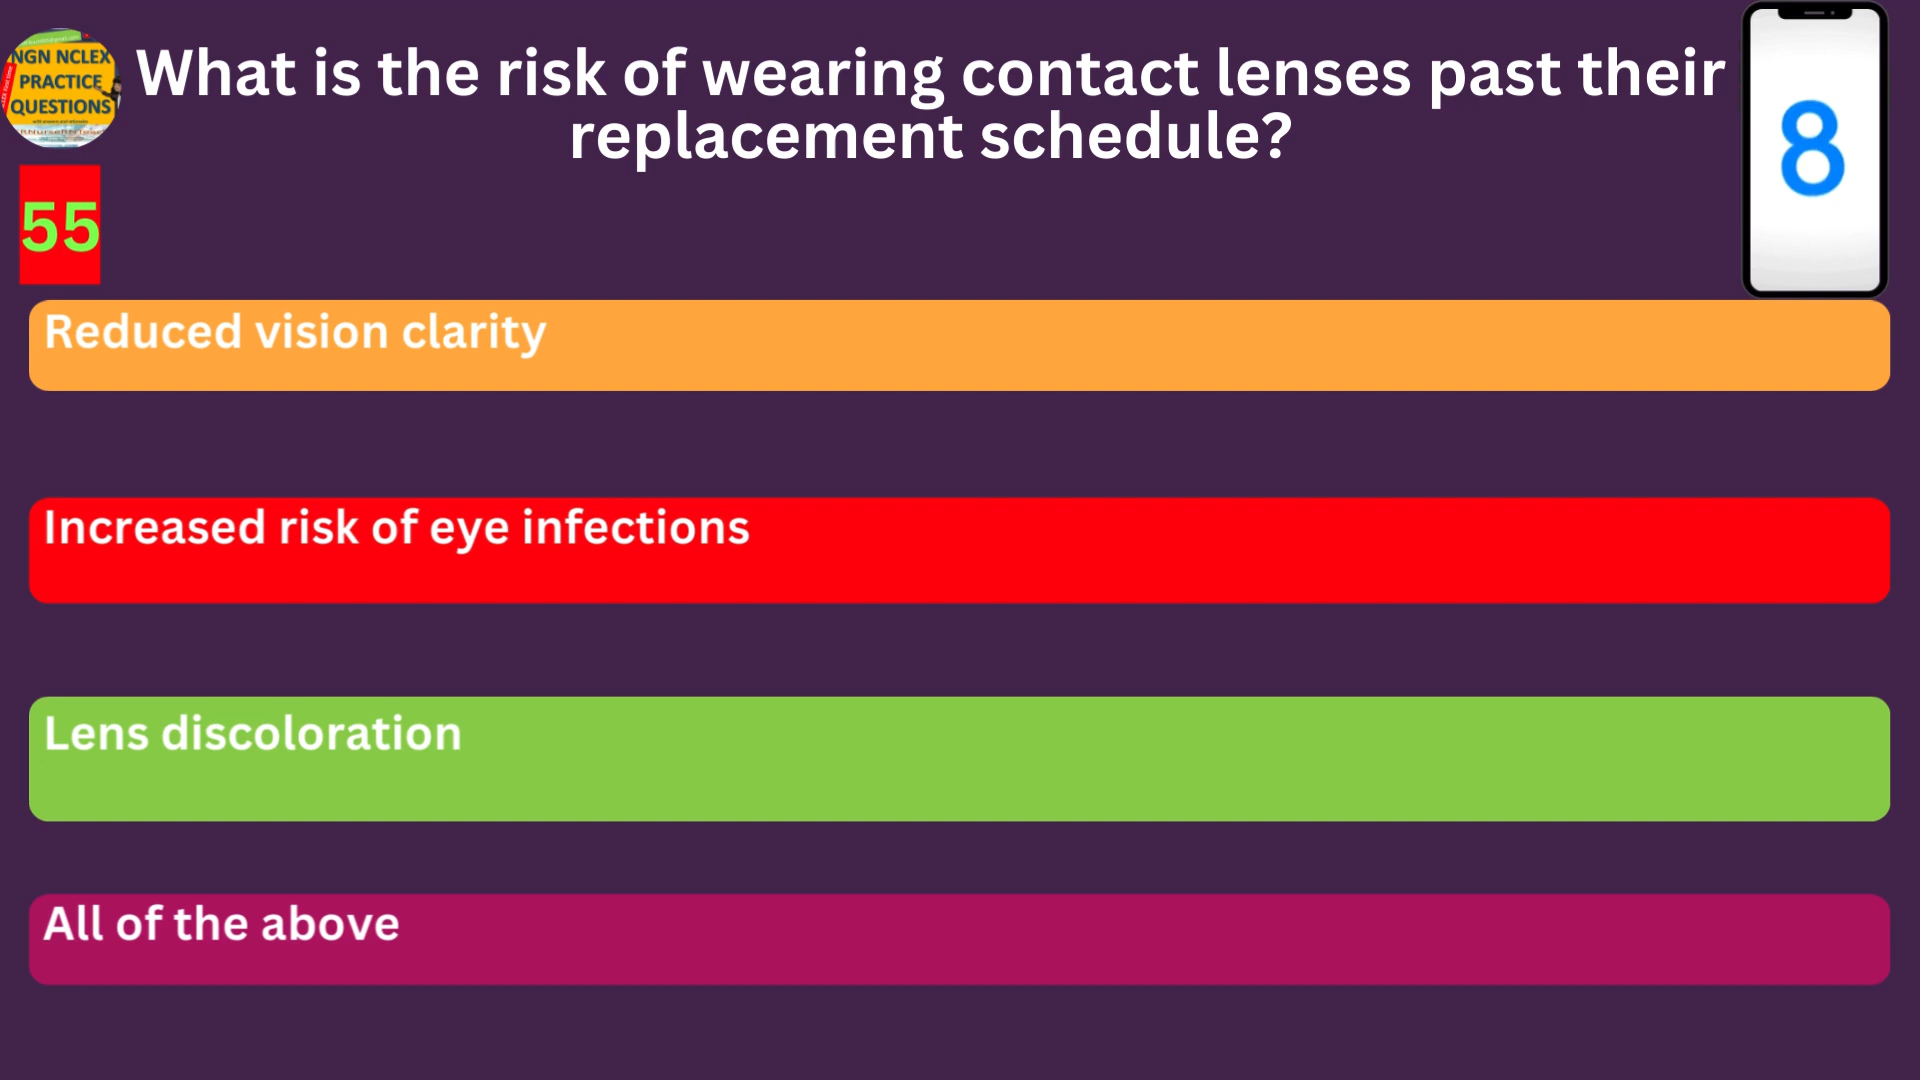 NGN NCLEX
PRACTICE
QUESTIONS
What is the risk of wearing contact lenses past their
replacement schedule?
8
55
Reduced vision clarity
Increased risk of eye infections
Lens discoloration
All of the above